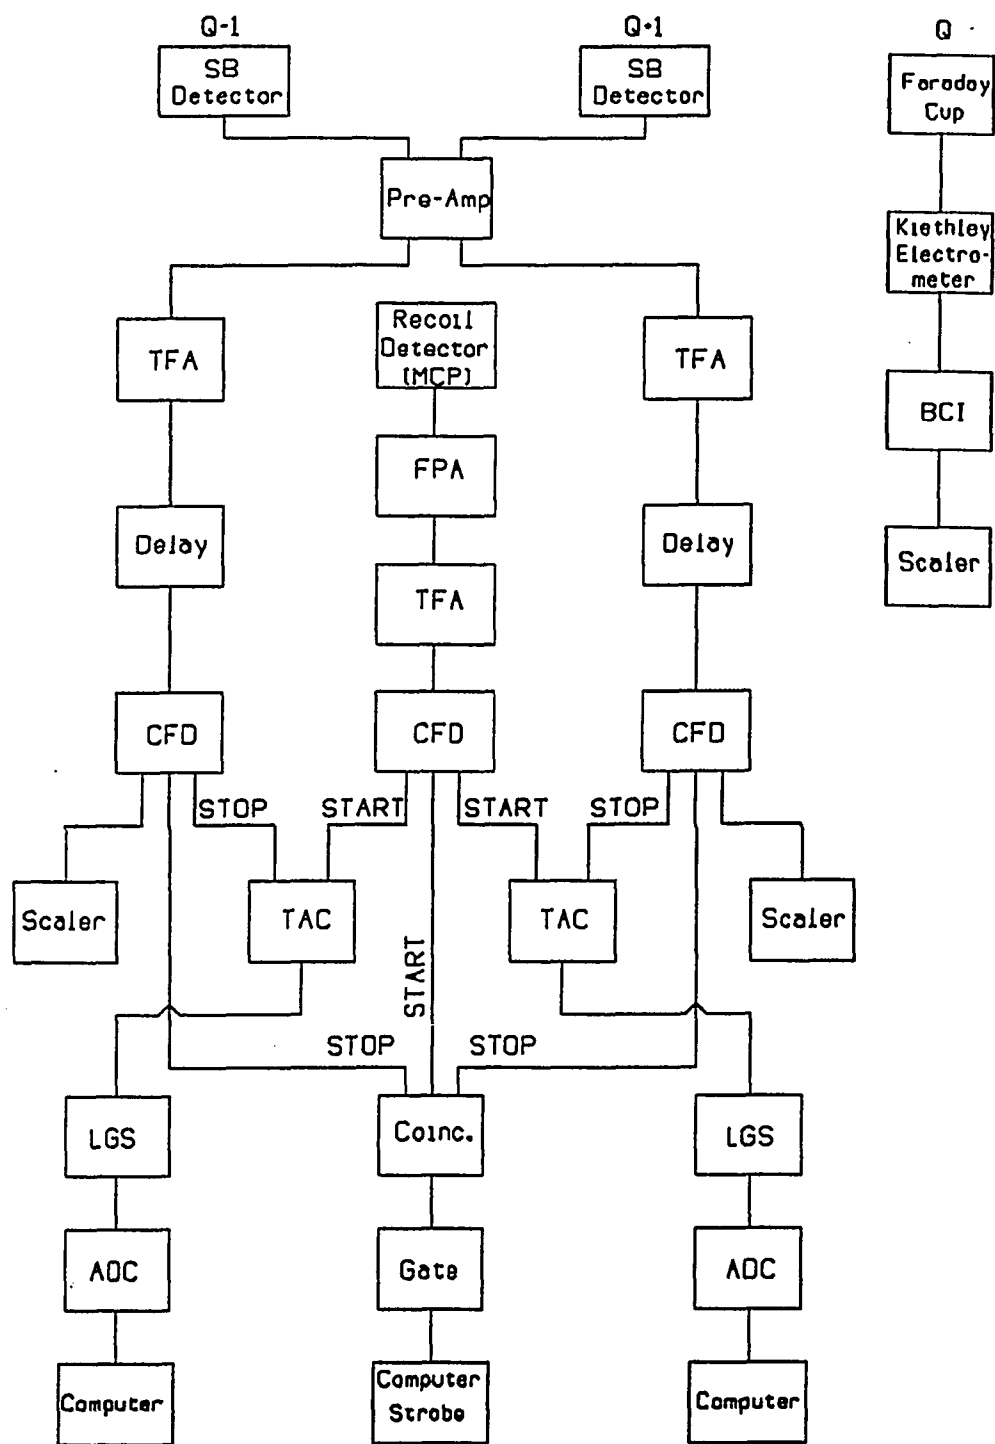 Q-1
Q+1
Q
SB
Detector
SB
Detector
Faraday
Cup
Pre-Amp
Kiethley
Electro-
meter
Recoil
Detector
(MCP)
TFA
TFA
BCI
FPA
Delay
Delay
Scaler
TFA
CFD
CFD
CFD
STOP
START
START
STOP
Scaler
TAC
TAC
Scaler
START
STOP
STOP
LGS
Coinc.
LGS
ADC
Gate
ADC
Computer
Computer
Strobe
Computer